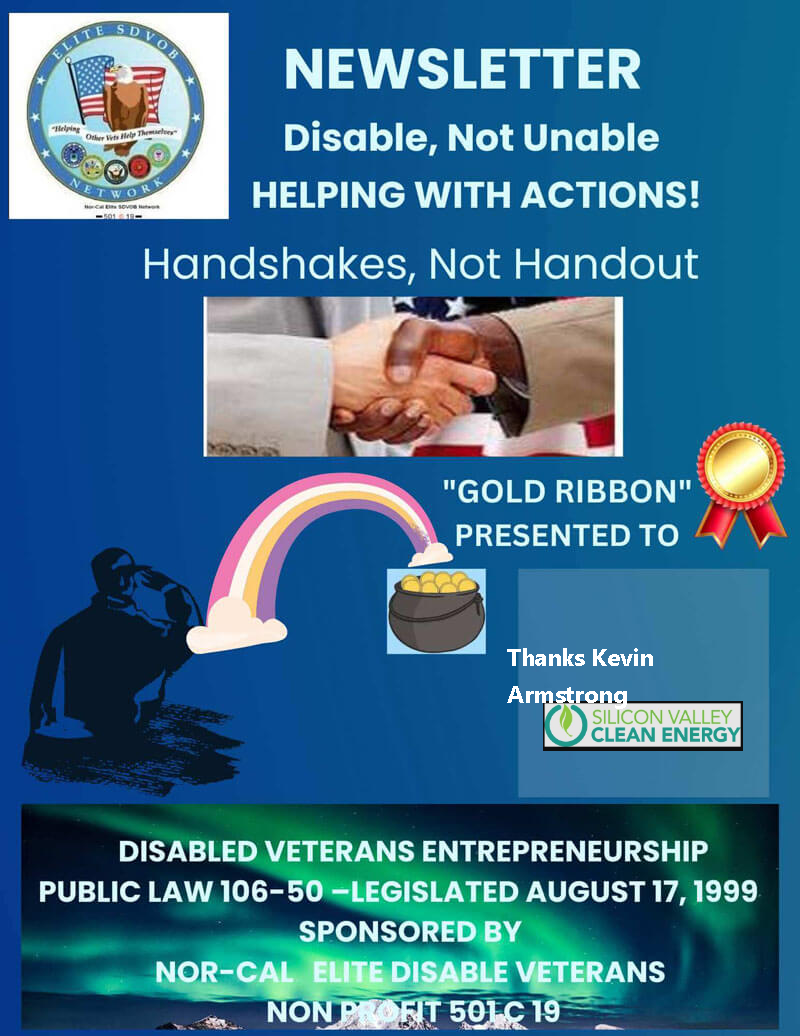 ELITE SDVOB
"Helping Other Vets Help Themselves"
NETWORK
Nor-Cal Elite SDVOB Network
501 C 19
NEWSLETTER
Disable, Not Unable
HELPING WITH ACTIONS!
Handshakes, Not Handout
"GOLD RIBBON"
PRESENTED TO
Thanks Kevin
Armstrong
SILICON VALLEY
CLEAN ENERGY
DISABLED VETERANS ENTREPRENEURSHIP
PUBLIC LAW 106-50 –LEGISLATED AUGUST 17, 1999
SPONSORED BY
NOR-CAL ELITE DISABLE VETERANS
NON PROFIT 501 C 19